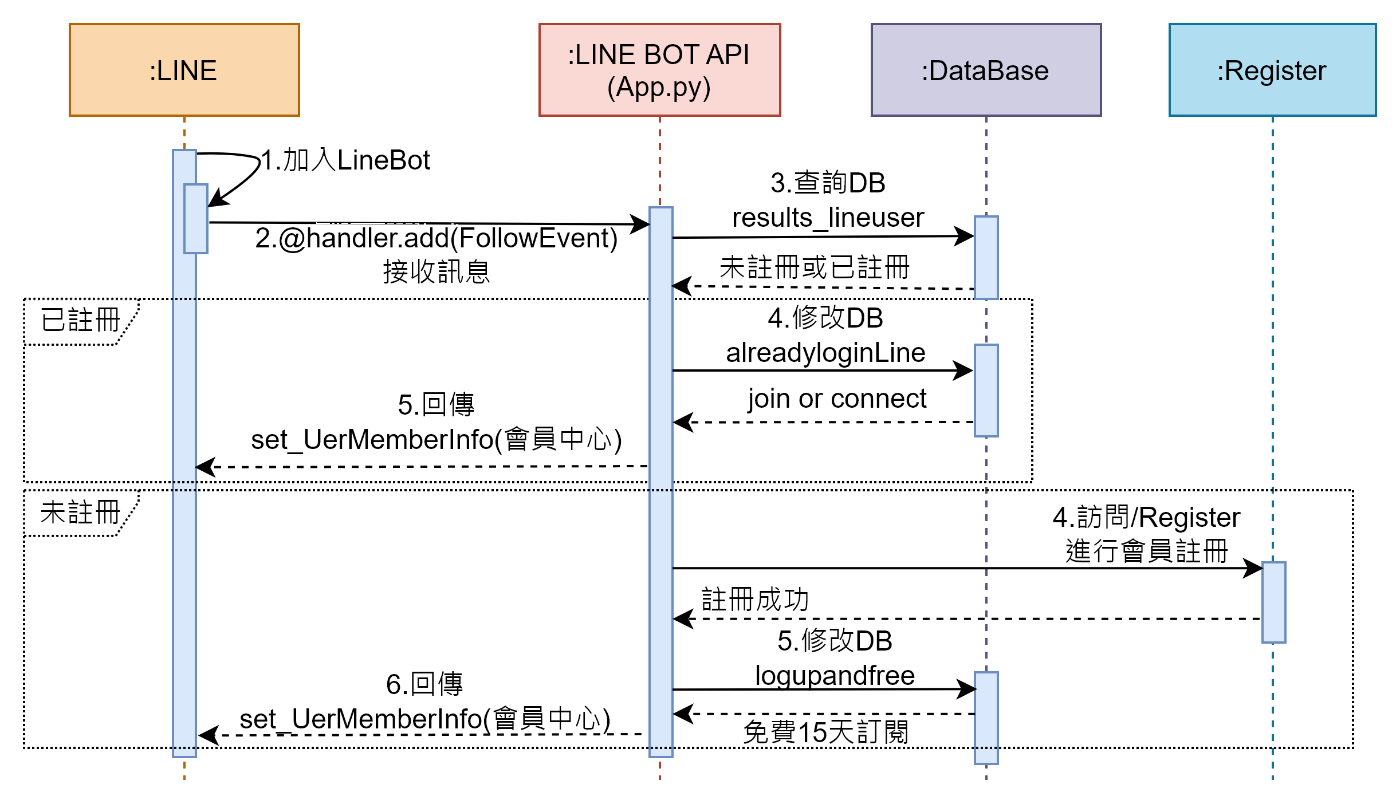 :LINE
:LINE BOT API
(App.py)
:DataBase
:Register
1.加入LineBot
2.@handler.add(FollowEvent)
接收訊息
3.查詢DB
results_lineuser
未註冊或已註冊
已註冊
4.修改DB
alreadyloginLine
join or connect
5.回傳
set_UerMemberInfo(會員中心)
未註冊
4.訪問/Register
進行會員註冊
註冊成功
5.修改DB
logupandfree
免費15天訂閱
6.回傳
set_UerMemberInfo(會員中心)